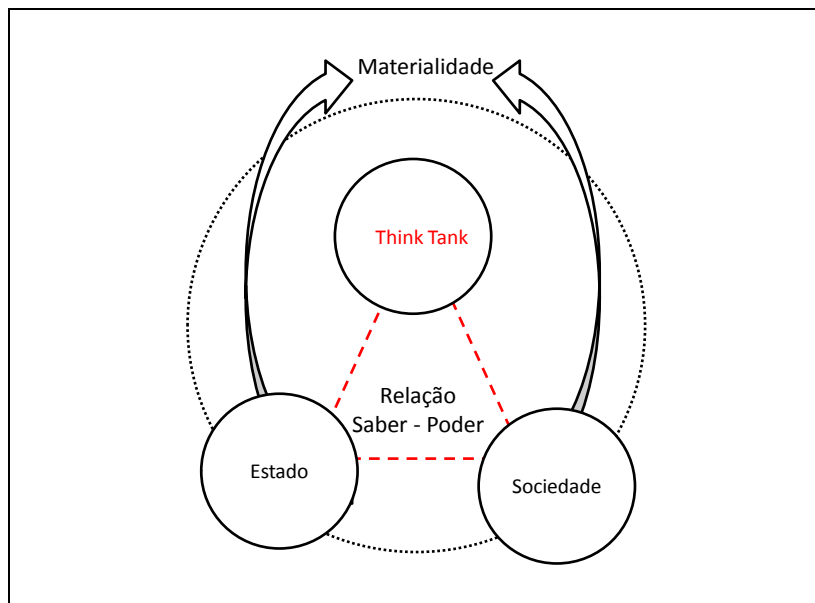 Materialidade
Think Tank
Relação
Saber - Poder
Estado
Sociedade